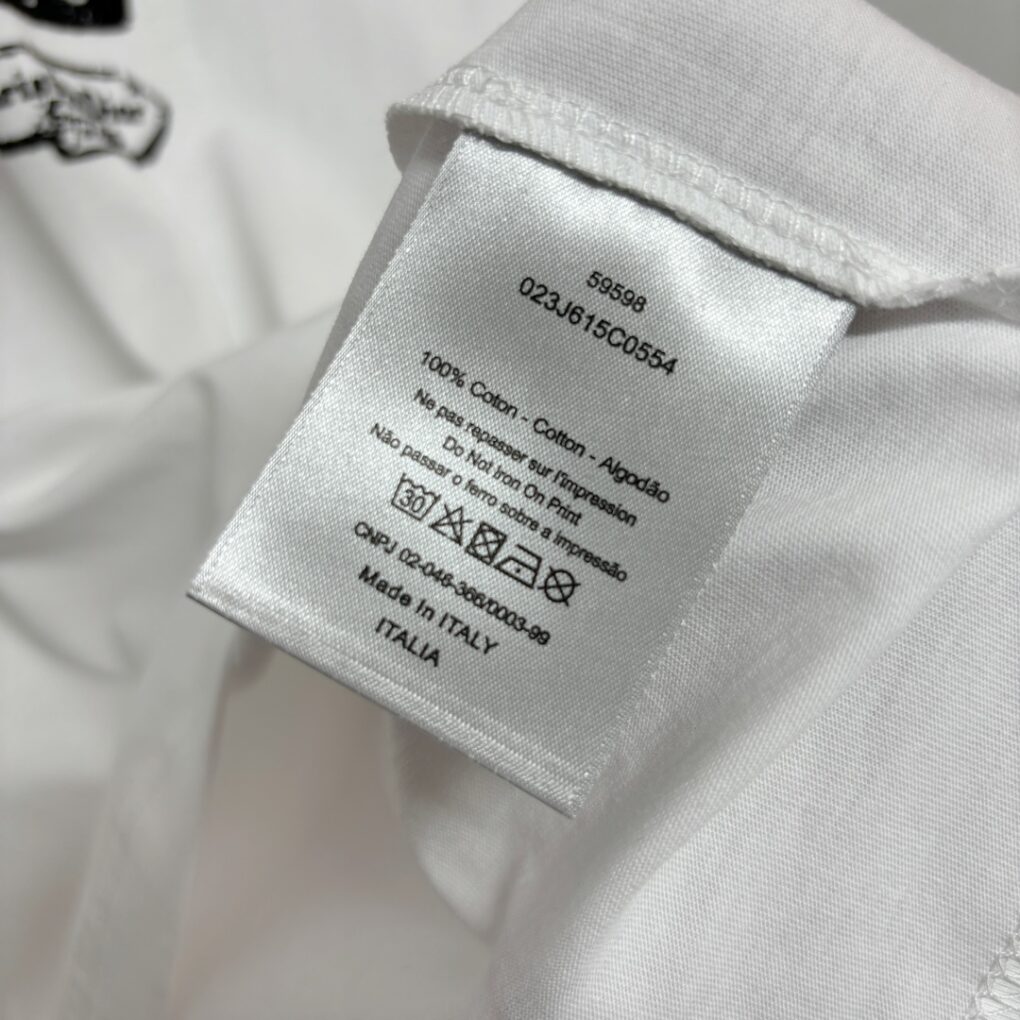 59598
023J615C0554
100% Coton - Cotton - Algodão
Ne pas repasser sur l'impression
Do Not Iron On Print
Não passar o ferro sobre a impressão
30
CNPJ 02-046-366/0003-99
Made In ITALY
ITALIA